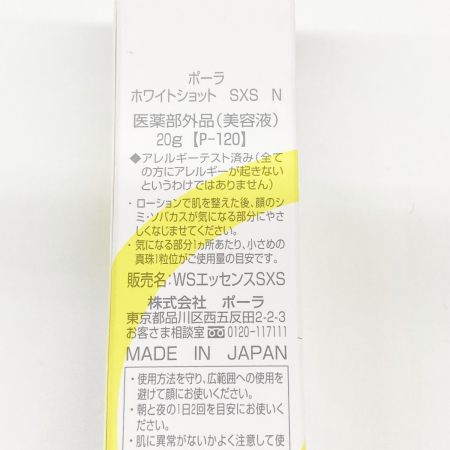 ポーラ
ホワイトショット SXS N
医薬部外品(美容液)
20g【P-120】
◆アレルギーテスト済み(全て
の方にアレルギーが起きない
というわけではありません)
・ローションで肌を整えた後、顔のシ
ミ・ソバカスが気になる部分にやさ
しくなじませてください。
・気になる部分1ヵ所あたり、小さめの
真珠1粒位がご使用量の目安です。
販売名:WSエッセンスSXS
株式会社 ポーラ
東京都品川区西五反田2-2-3
お客さま相談室 0120-117111
MADE IN JAPAN
・使用方法を守り、広範囲への使用を
避けて顔にお使いください。
・朝と夜の1日2回を目安にお使いく
ださい。
・肌に異常がないかよく注意して使